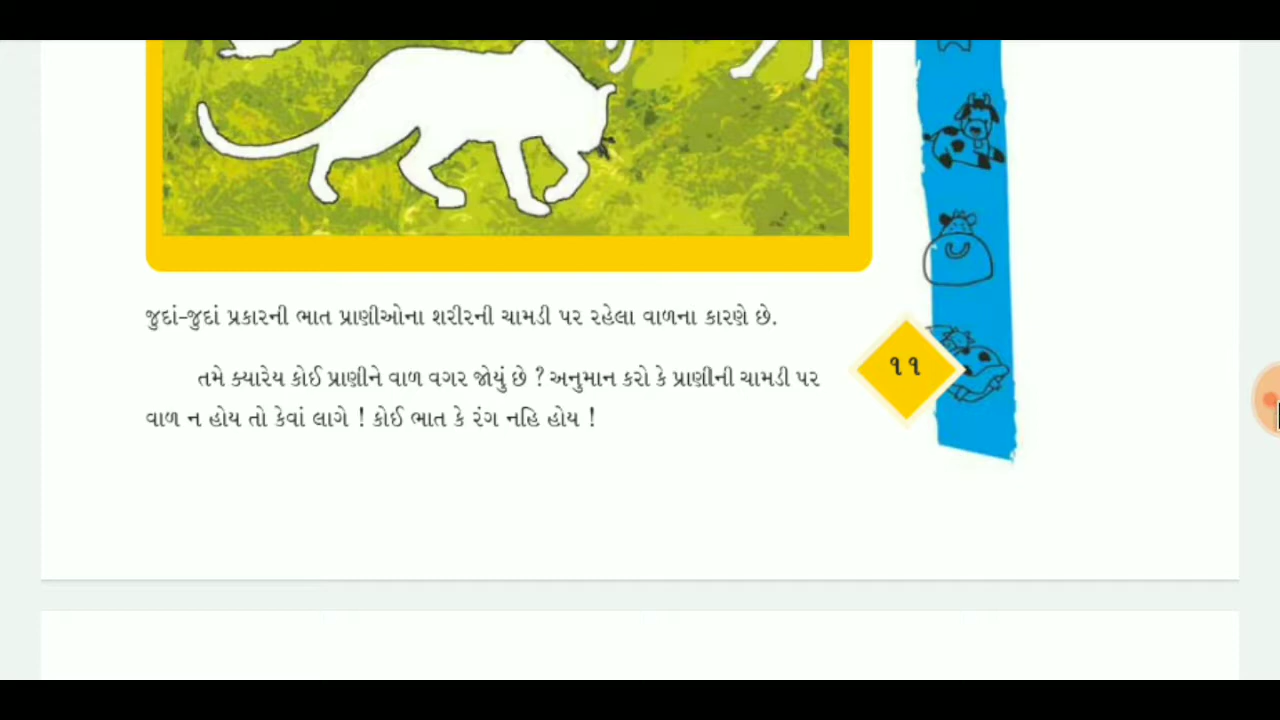 જુદાં-જુદાં પ્રકારની ભાત પ્રાણીઓના શરીરની ચામડી પર રહેલા વાળના કારણે છે.
તમે ક્યારેય કોઈ પ્રાણીને વાળ વગર જોયું છે ? અનુમાન કરો કે પ્રાણીની ચામડી પર
વાળ ન હોય તો કેવાં લાગે ! કોઈ ભાત કે રંગ નહિ હોય !
૧૧